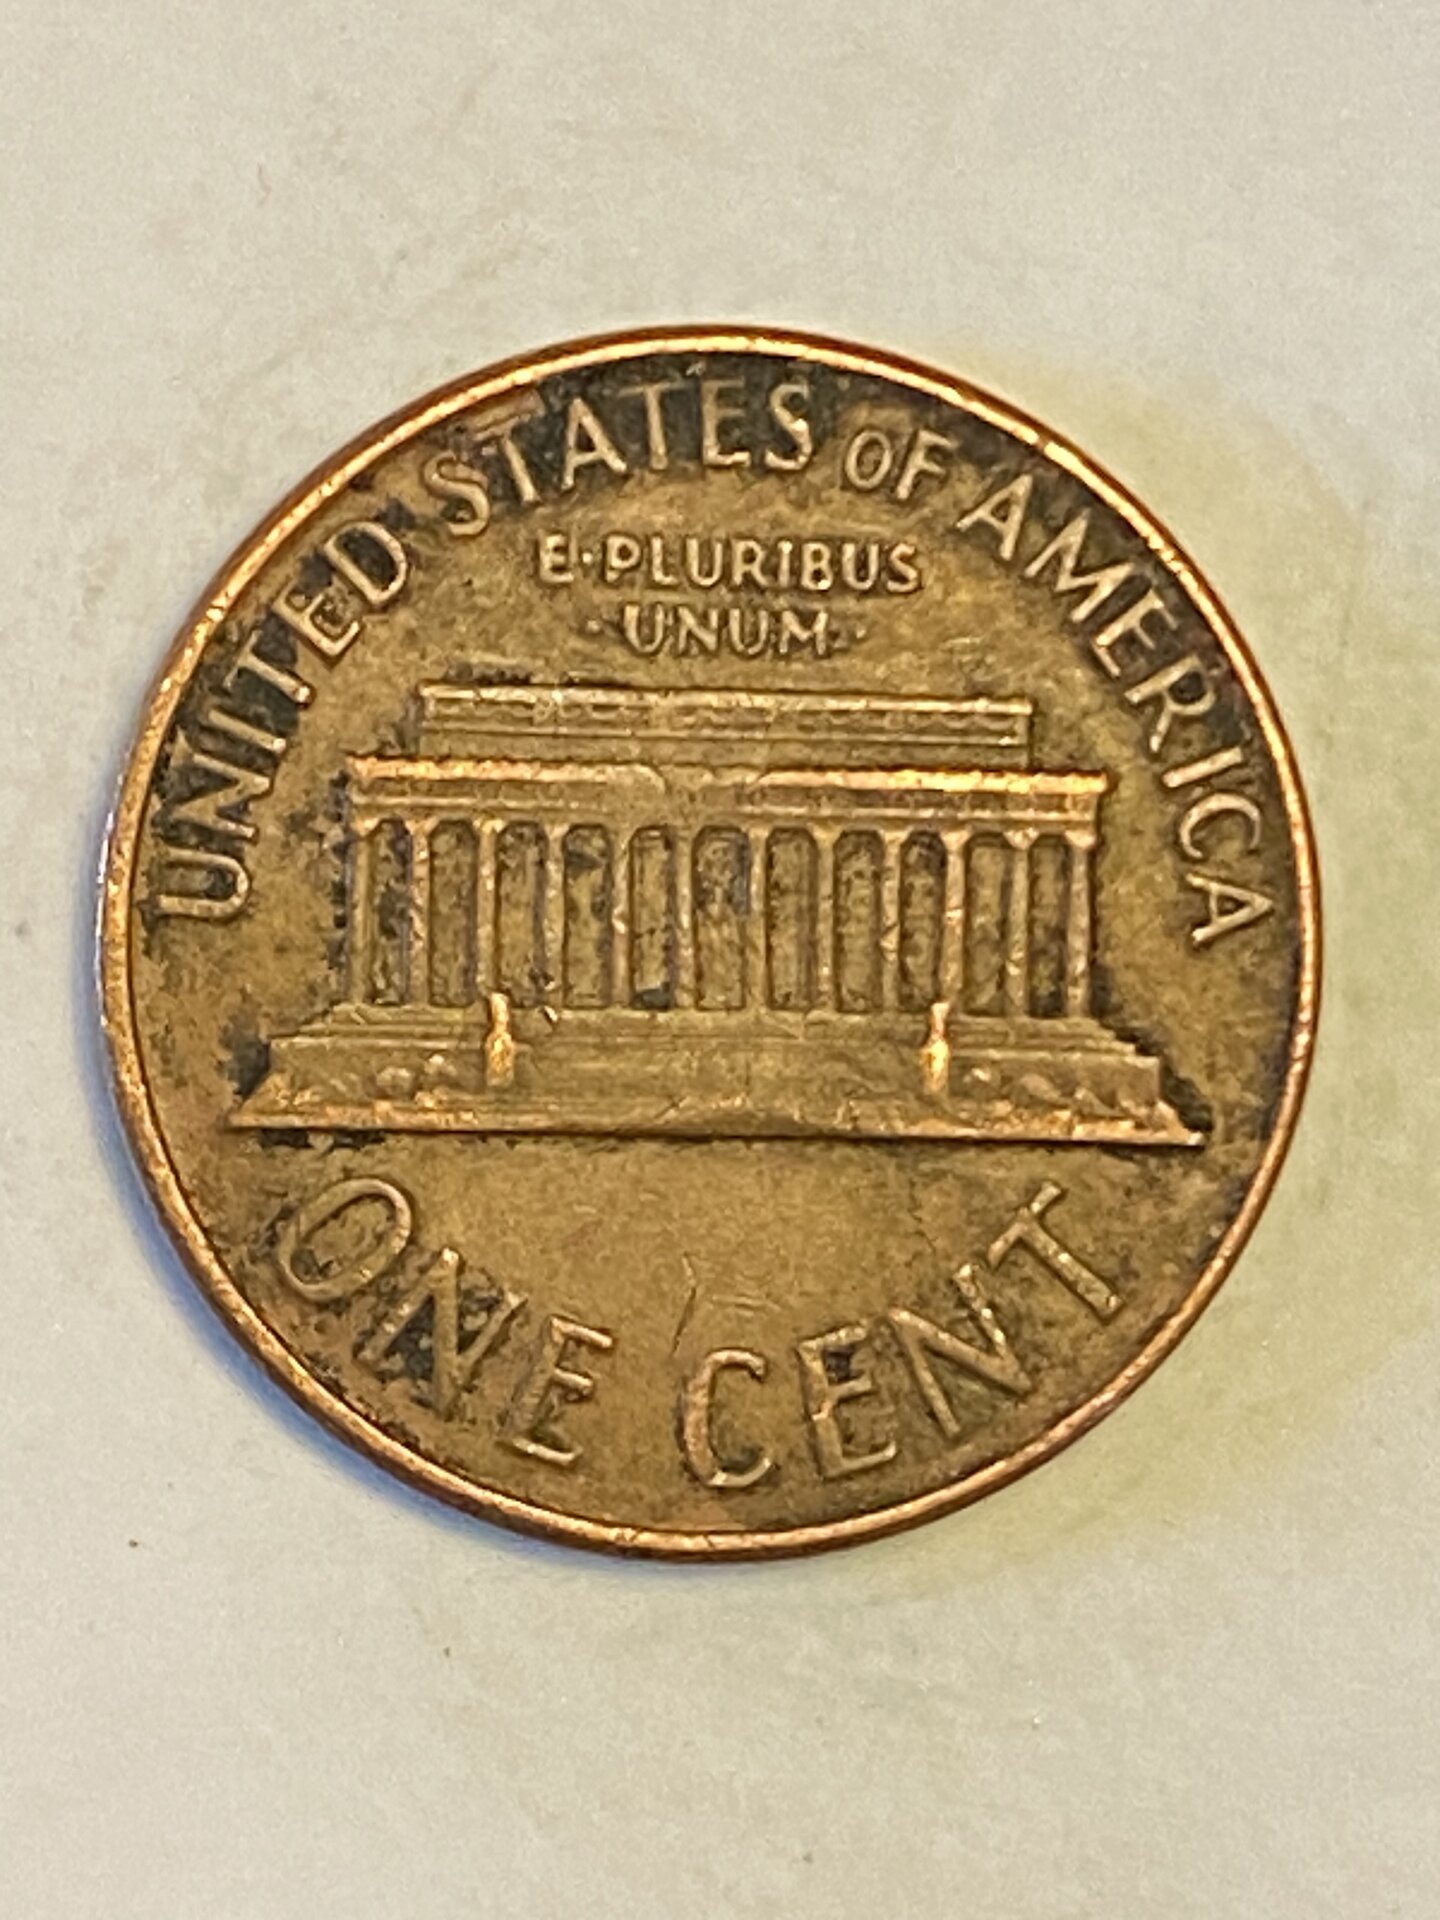 UNITED STATES OF AMERICA
E·PLURIBUS
·UNUM·
ONE CENT